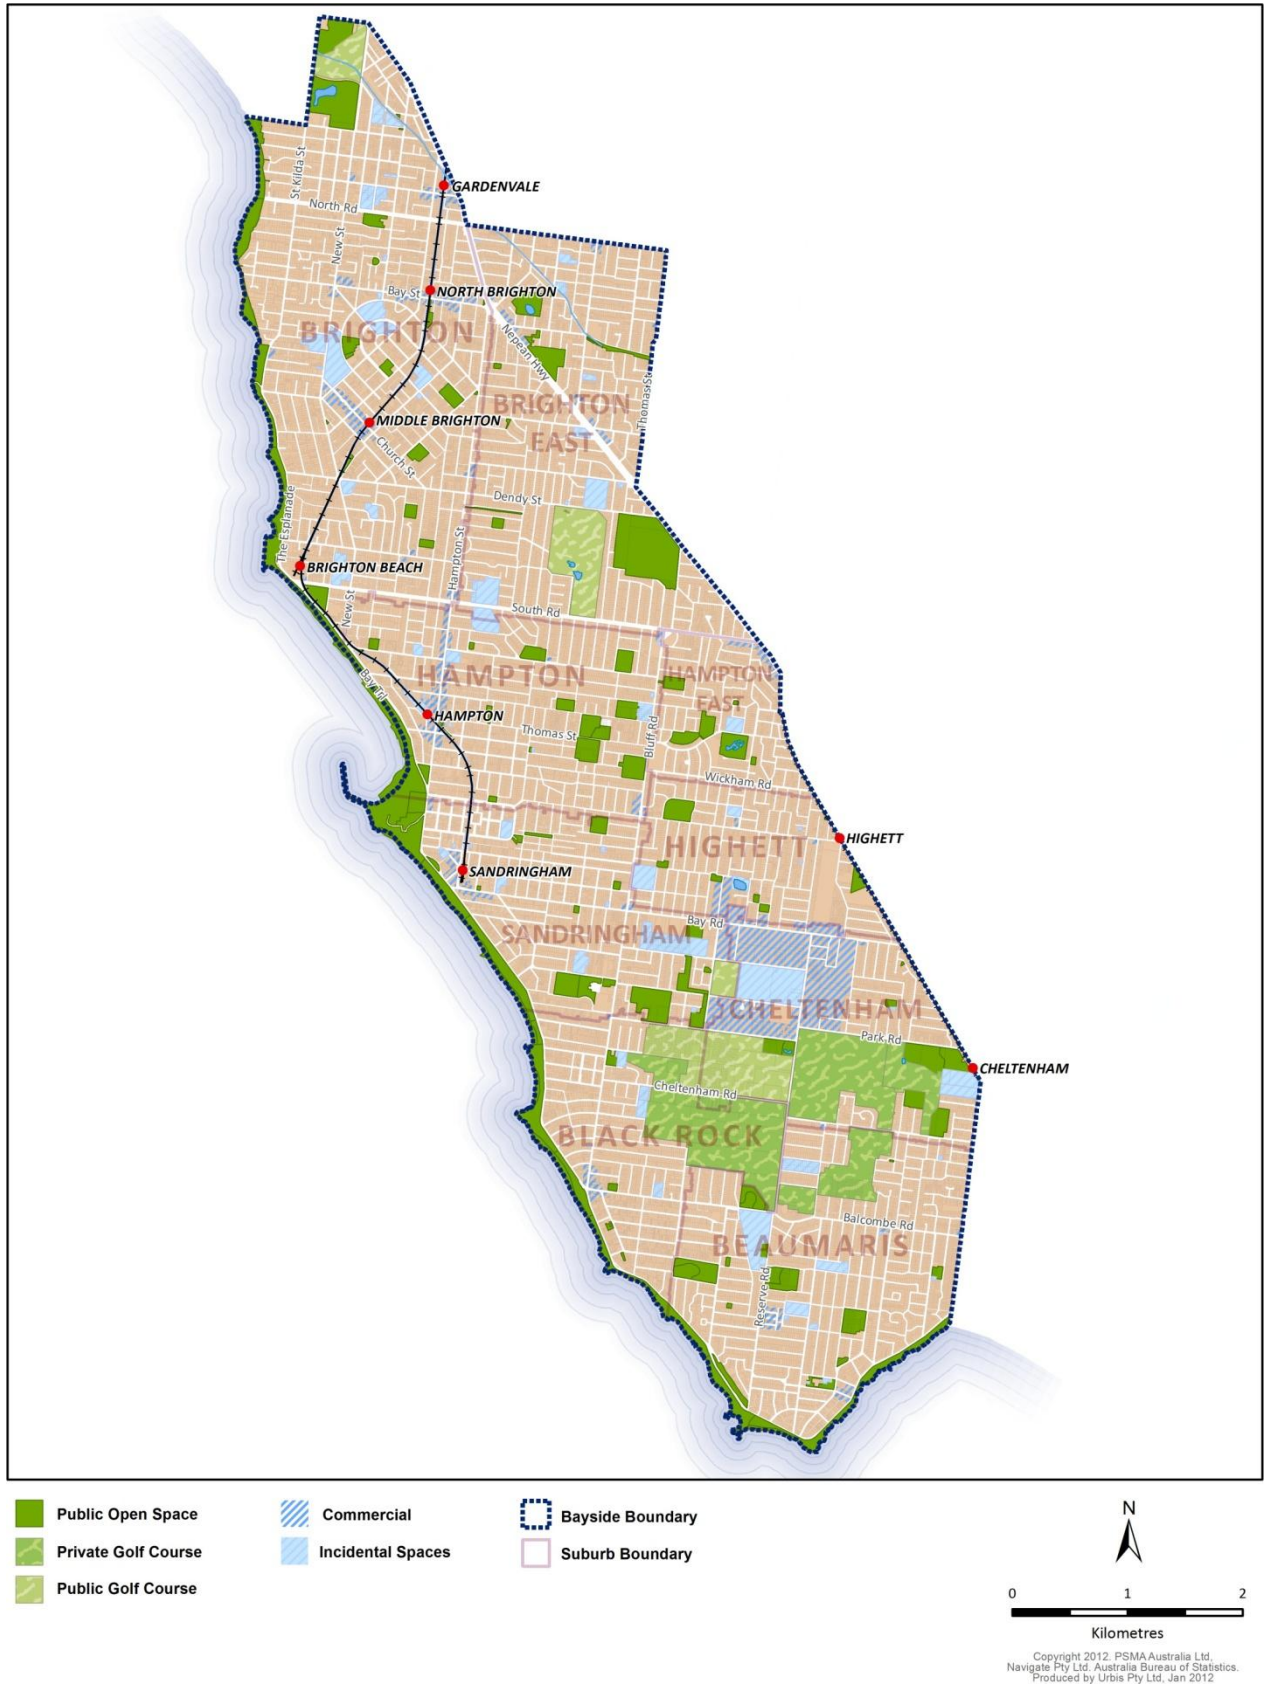 GARDENVALE
St Kilda St
North Rd
New St
Bay St
NORTH BRIGHTON
BRIGHTON
Nepean Hwy
Thomas St
BRIGHTON
EAST
MIDDLE BRIGHTON
Church St
Dendy St
The Esplanade
Hampton St
BRIGHTON BEACH
New St
South Rd
HAMPTON
HAMPTON
EAST
Bay Trl
HAMPTON
Thomas St
Bluff Rd
Wickham Rd
HIGHETT
HIGHETT
SANDRINGHAM
Bay Rd
SANDRINGHAM
CHELTENHAM
Park Rd
CHELTENHAM
Cheltenham Rd
BLACK ROCK
Balcombe Rd
BEAUMARIS
Reserve Rd
Public Open Space
Private Golf Course
Public Golf Course
Commercial
Incidental Spaces
Bayside Boundary
Suburb Boundary
N
0 1 2
Kilometres
Copyright 2012. PSMA Australia Ltd,
Navigate Pty Ltd. Australia Bureau of Statistics.
Produced by Urbis Pty Ltd, Jan 2012